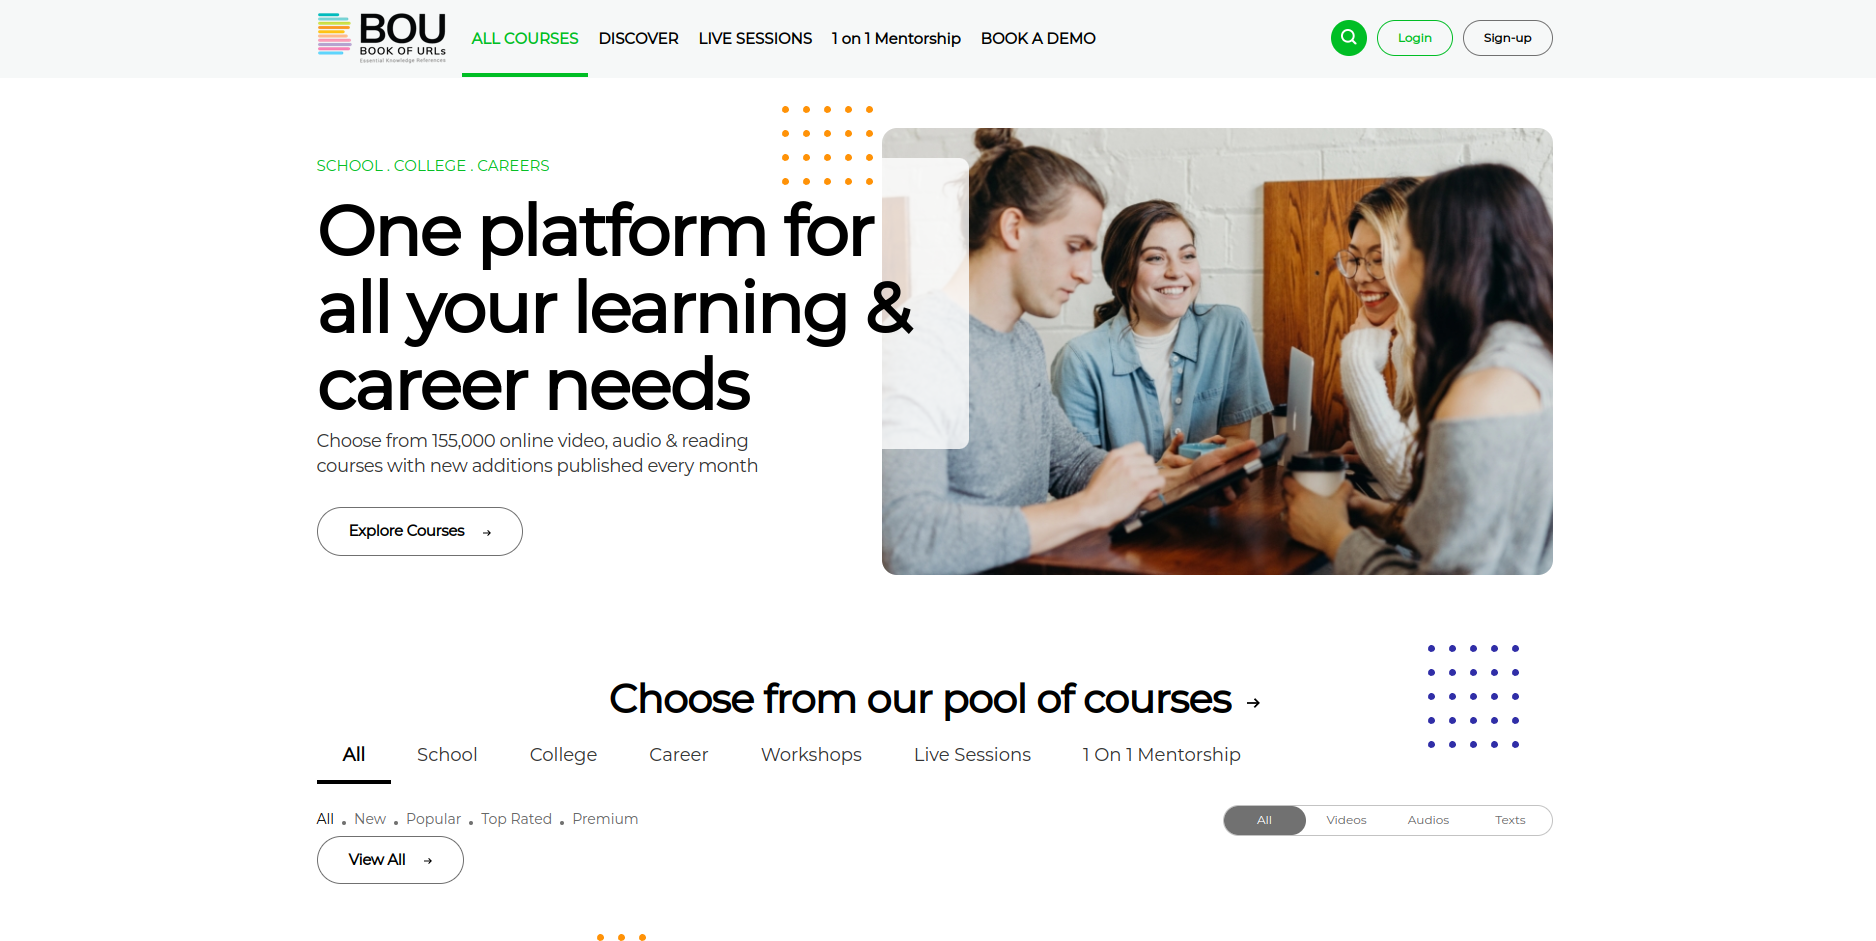 BOU
BOOK OF URLs
Essential Knowledge References
ALL COURSES
DISCOVER
LIVE SESSIONS
1 on 1 Mentorship
BOOK A DEMO
Login
Sign-up
SCHOOL . COLLEGE . CAREERS
One platform for
all your learning &
career needs
Choose from 155,000 online video, audio & reading
courses with new additions published every month
Explore Courses →
Choose from our pool of courses →
All
School
College
Career
Workshops
Live Sessions
1 On 1 Mentorship
All . New . Popular . Top Rated . Premium
All
Videos
Audios
Texts
View All →